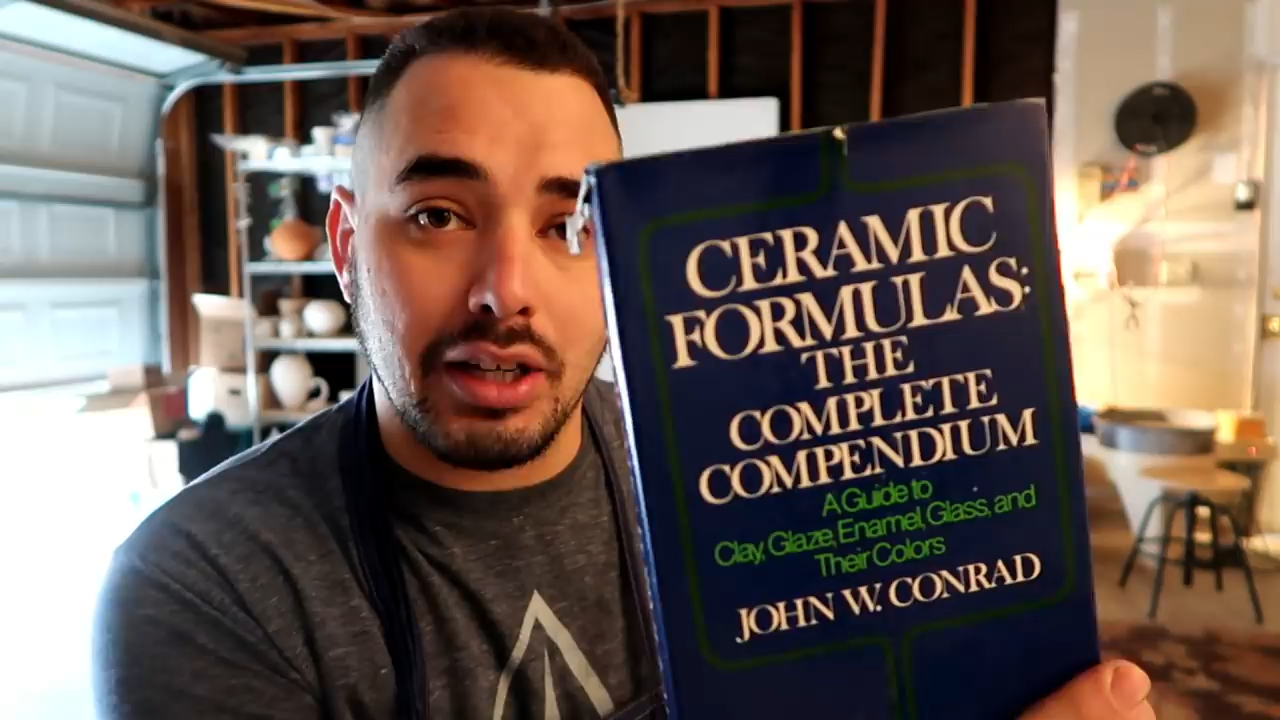 CERAMIC
FORMULAS:
THE
COMPLETE
COMPENDIUM
A Guide to
Clay, Glaze, Enamel, Glass, and
Their Colors
JOHN W. CONRAD